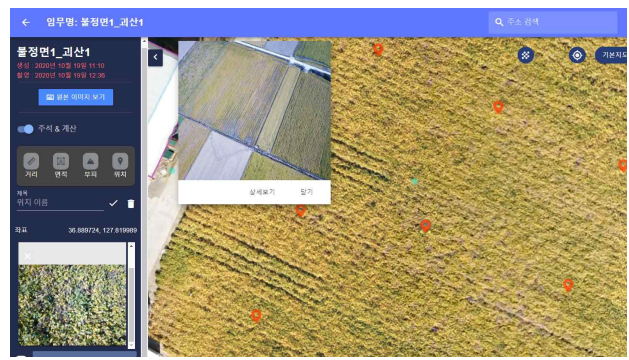 ← 임무명: 불정면1_괴산1
주소 검색
불정면1_괴산1
생성 : 2020년 10월 19일 11:10
촬영 : 2020년 10월 19일 12:36
원본 이미지 보기
주석 & 계산
거리 면적 부피 위치
제목
위치 이름
좌표 36.889724, 127.819989
상세보기 닫기
기본지도